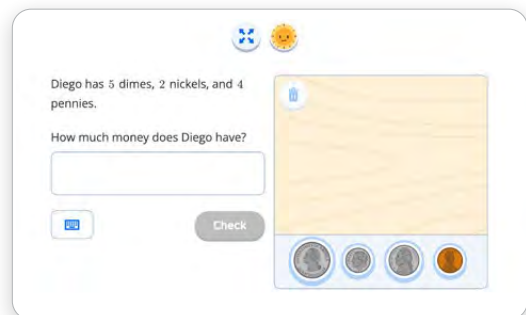 Diego has 5 dimes, 2 nickels, and 4
pennies.
How much money does Diego have?
Check